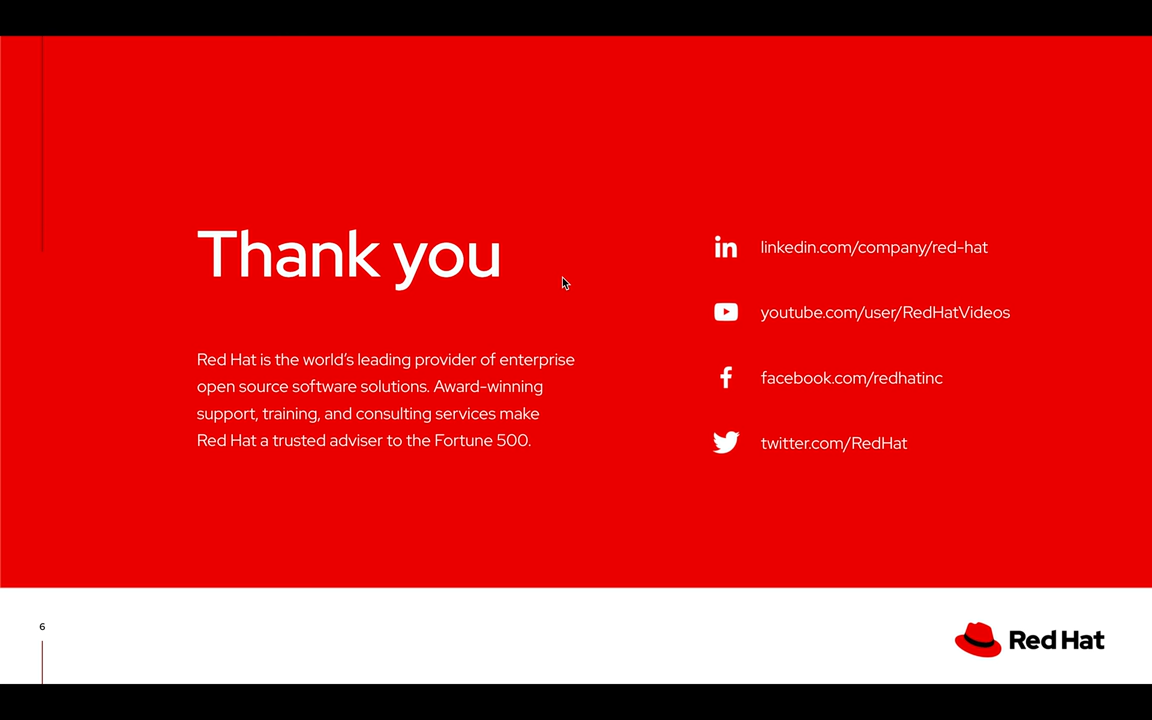 Thank you
Red Hat is the world’s leading provider of enterprise
open source software solutions. Award-winning
support, training, and consulting services make
Red Hat a trusted adviser to the Fortune 500.
in linkedin.com/company/red-hat
youtube.com/user/RedHatVideos
f facebook.com/redhatinc
twitter.com/RedHat
6
Red Hat